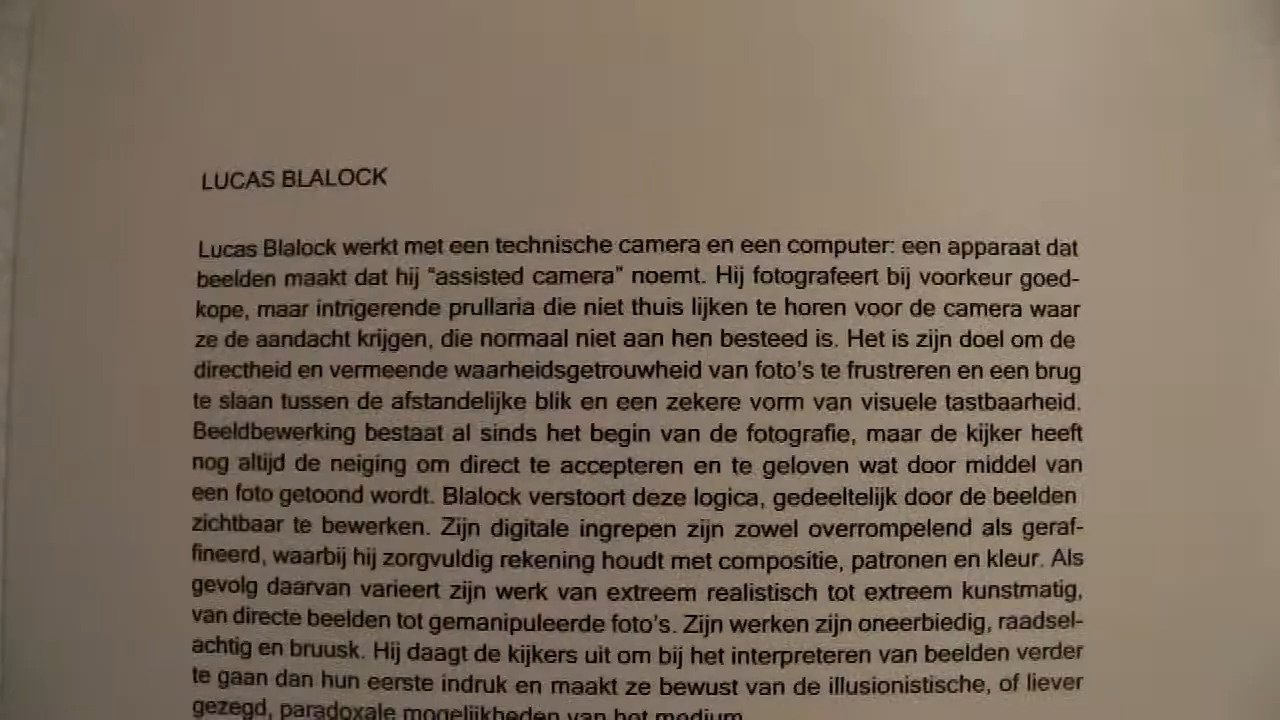 LUCAS BLALOCK
Lucas Blalock werkt met een technische camera en een computer: een apparaat dat
beelden maakt dat hij “assisted camera” noemt. Hij fotografeert bij voorkeur goed-
kope, maar intrigerende prullaria die niet thuis lijken te horen voor de camera waar
ze de aandacht krijgen, die normaal niet aan hen besteed is. Het is zijn doel om de
directheid en vermeende waarheidsgetrouwheid van foto’s te frustreren en een brug
te slaan tussen de afstandelijke blik en een zekere vorm van visuele tastbaarheid.
Beeldbewerking bestaat al sinds het begin van de fotografie, maar de kijker heeft
nog altijd de neiging om direct te accepteren en te geloven wat door middel van
een foto getoond wordt. Blalock verstoort deze logica, gedeeltelijk door de beelden
zichtbaar te bewerken. Zijn digitale ingrepen zijn zowel overrompelend als geraf-
fineerd, waarbij hij zorgvuldig rekening houdt met compositie, patronen en kleur. Als
gevolg daarvan varieert zijn werk van extreem realistisch tot extreem kunstmatig,
van directe beelden tot gemanipuleerde foto’s. Zijn werken zijn oneerbiedig, raadsel-
achtig en bruusk. Hij daagt de kijkers uit om bij het interpreteren van beelden verder
te gaan dan hun eerste indruk en maakt ze bewust van de illusionistische, of liever
gezegd, paradoxale mogelijkheden van het medium.